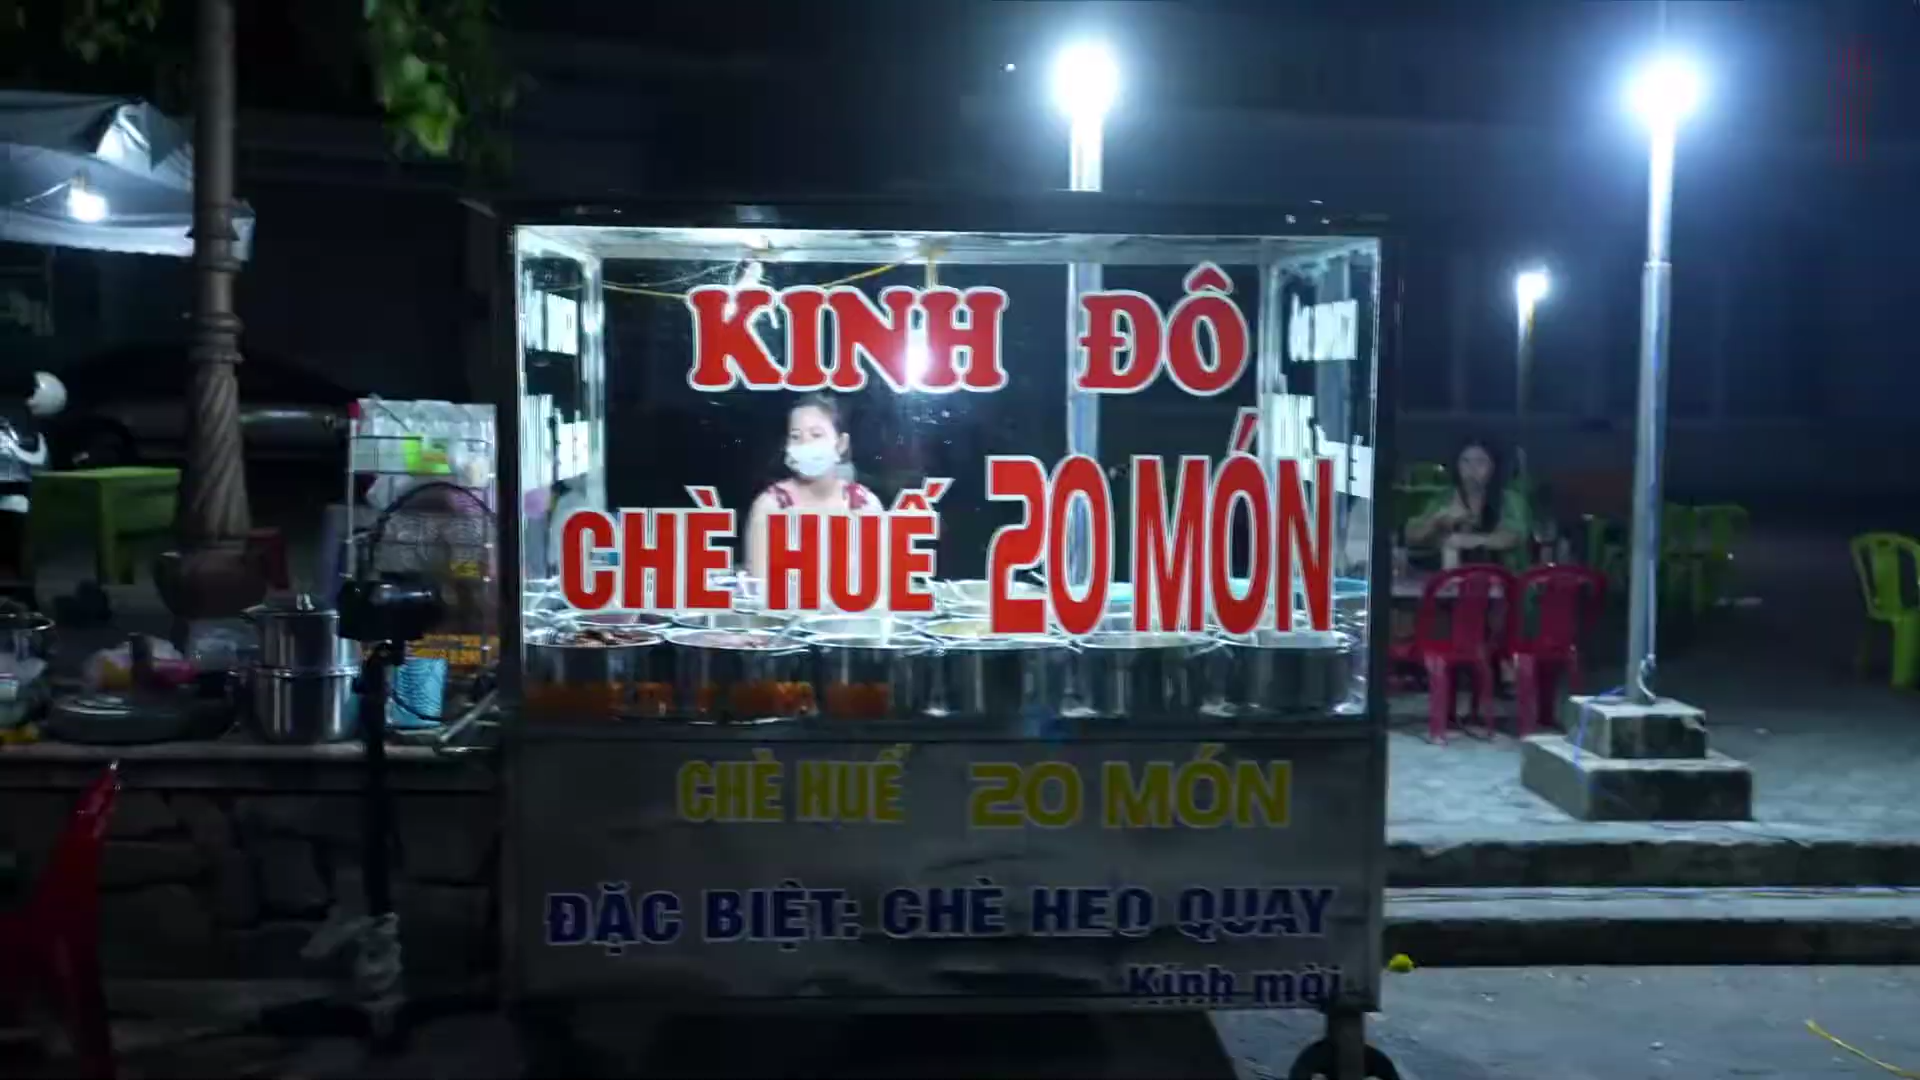 KINH ĐÔ
CHÈ HUẾ 20 MÓN
CHÈ HUẾ 20 MÓN
ĐẶC BIỆT: CHÈ HEO QUAY
Kính mời